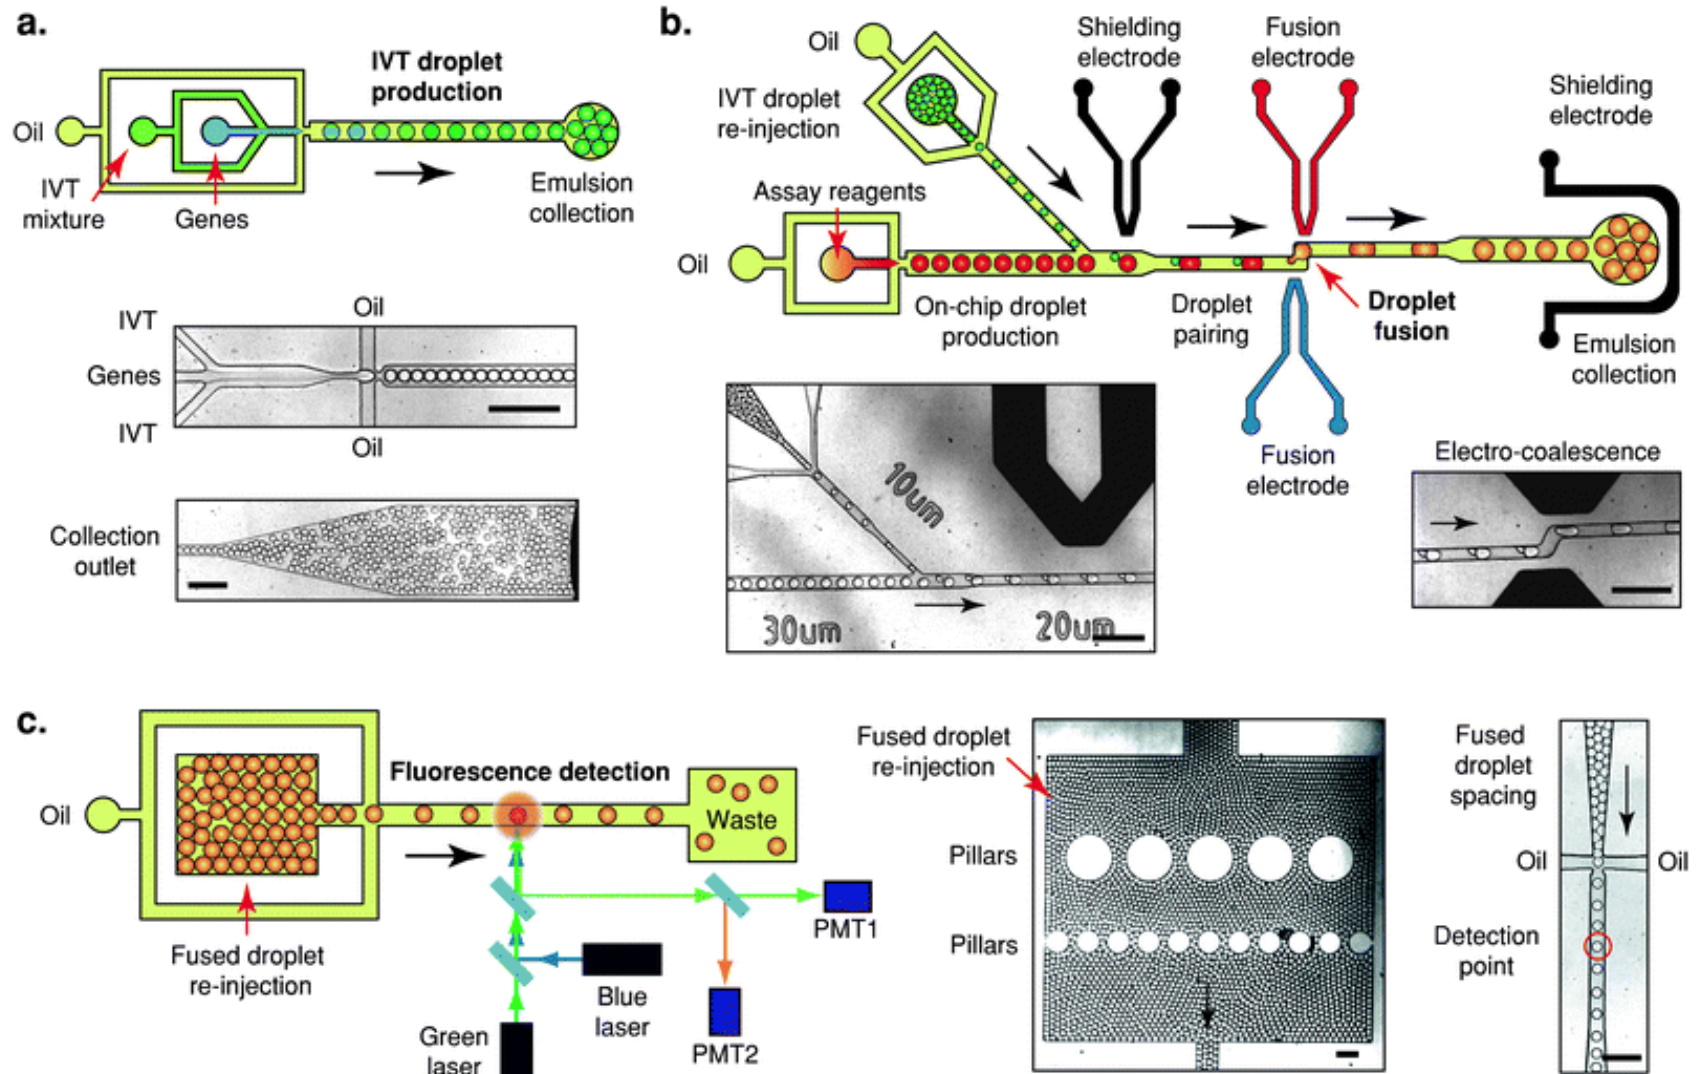 a.
IVT droplet
production
Oil
IVT
mixture
Genes
Emulsion
collection
IVT
Oil
Genes
IVT
Oil
Collection
outlet
b.
Oil
Shielding
electrode
Fusion
electrode
Shielding
electrode
IVT droplet
re-injection
Assay reagents
Oil
On-chip droplet
production
Droplet
pairing
Droplet
fusion
Emulsion
collection
Fusion
electrode
Electro-coalescence
10um
30um
20um
c.
Oil
Fluorescence detection
Waste
Fused droplet
re-injection
Green
laser
Blue
laser
PMT1
PMT2
Fused droplet
re-injection
Pillars
Pillars
Fused
droplet
spacing
Oil
Oil
Detection
point